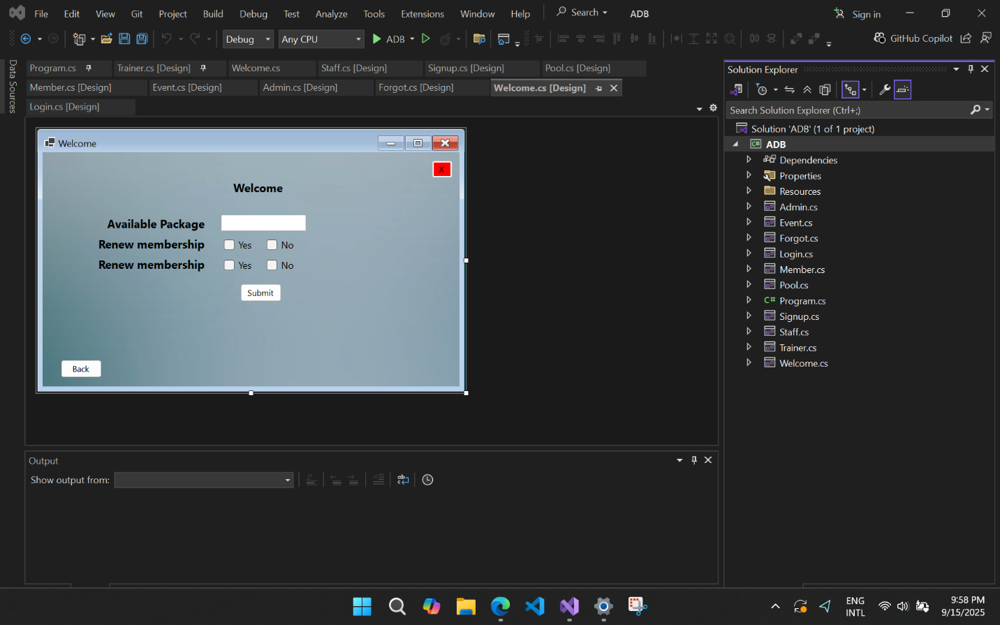 File Edit View Git Project Build Debug Test Analyze Tools Extensions Window Help Search ADB Sign in
Debug Any CPU ADB GitHub Copilot
Data Sources
Program.cs Trainer.cs [Design] Welcome.cs Staff.cs [Design] Signup.cs [Design] Pool.cs [Design]
Member.cs [Design] Event.cs [Design] Admin.cs [Design] Forgot.cs [Design] Welcome.cs [Design]
Login.cs [Design]
Welcome
X
Welcome
Available Package
Renew membership Yes No
Renew membership Yes No
Submit
Back
Output
Show output from:
Solution Explorer
Search Solution Explorer (Ctrl+;)
Solution 'ADB' (1 of 1 project)
C# ADB
Dependencies
Properties
Resources
Admin.cs
Event.cs
Forgot.cs
Login.cs
Member.cs
Pool.cs
C# Program.cs
Signup.cs
Staff.cs
Trainer.cs
Welcome.cs
ENG
INTL
9:58 PM
9/15/2025